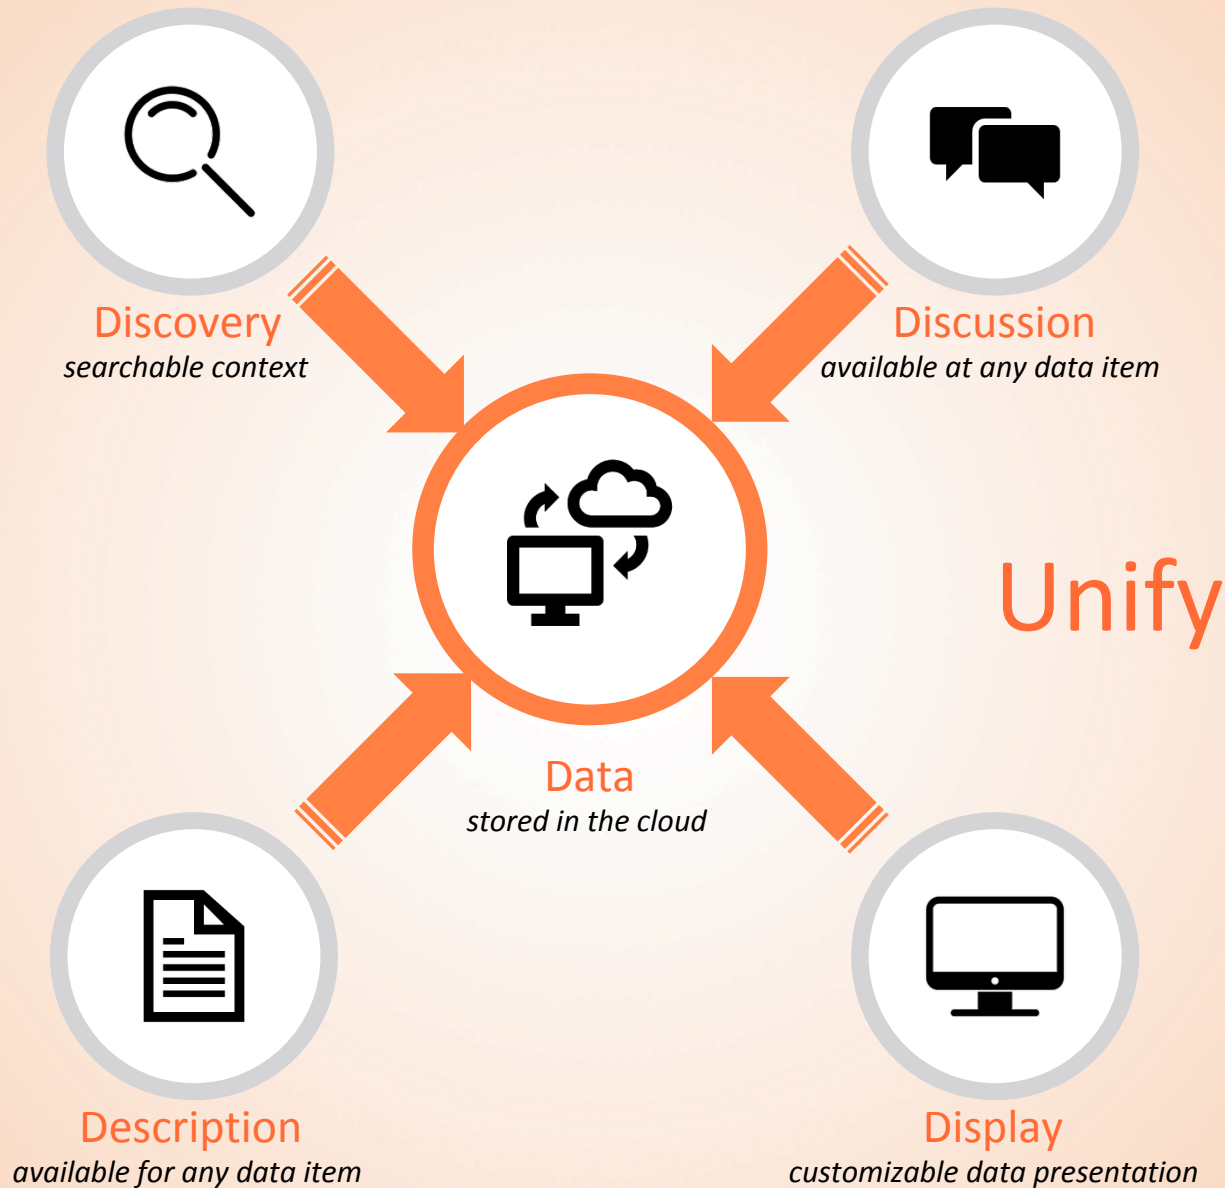 Discovery
searchable context
Discussion
available at any data item
Unify
Data
stored in the cloud
Description
available for any data item
Display
customizable data presentation